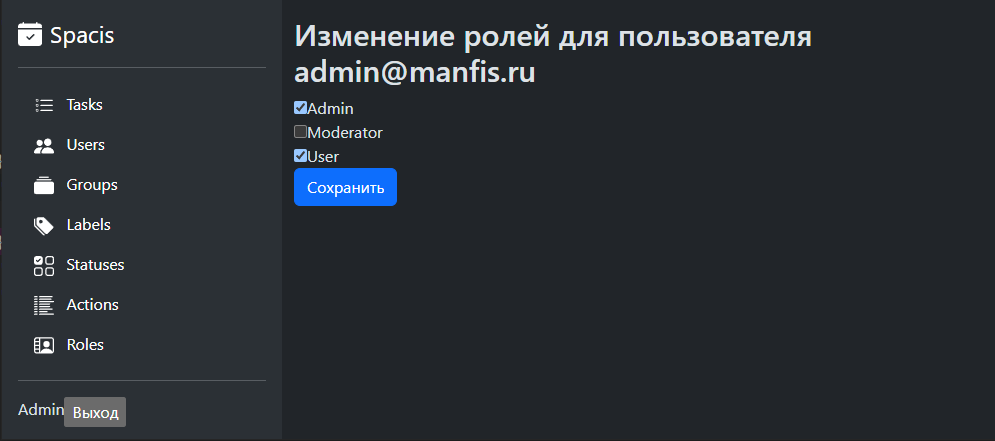 Spacis
Tasks
Users
Groups
Labels
Statuses
Actions
Roles
Admin Выход
Изменение ролей для пользователя
admin@manfis.ru
Admin
Moderator
User
Сохранить